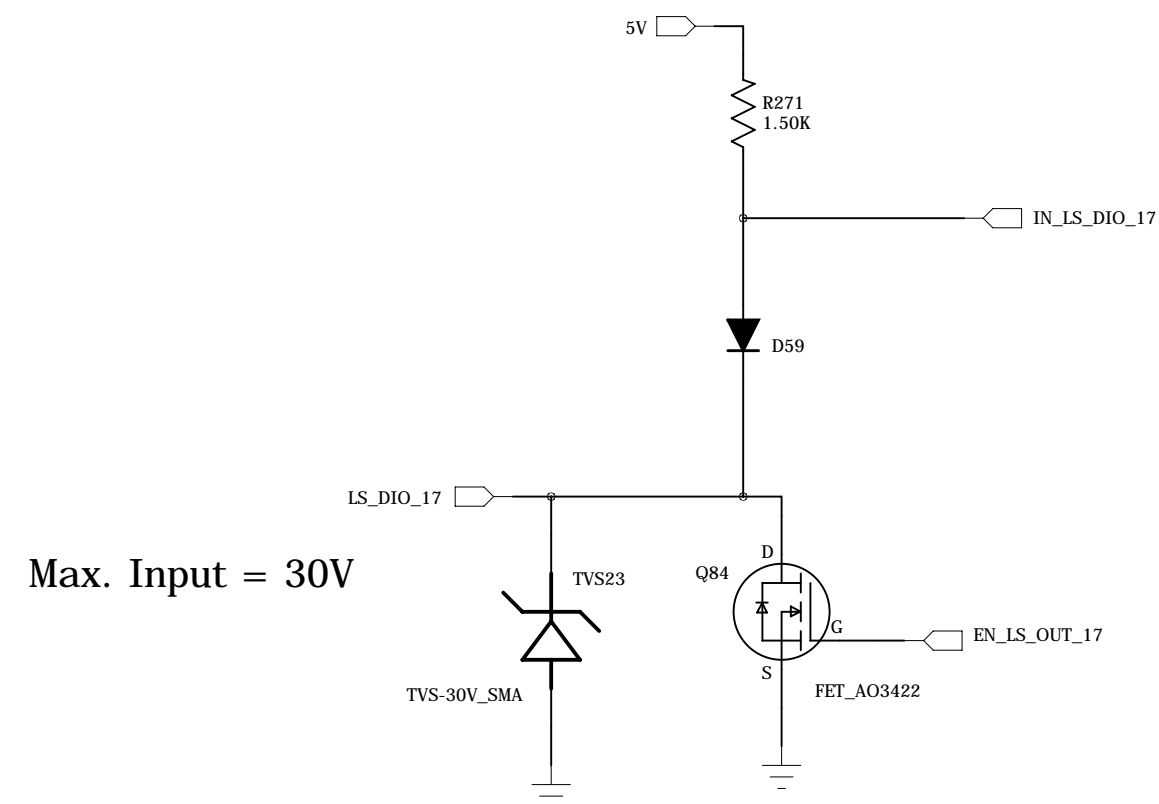 5V
R271
1.50K
IN_LS_DIO_17
D59
LS_DIO_17
Max. Input = 30V
TVS23
TVS-30V_SMA
Q84
D
G
S
EN_LS_OUT_17
FET_AO3422